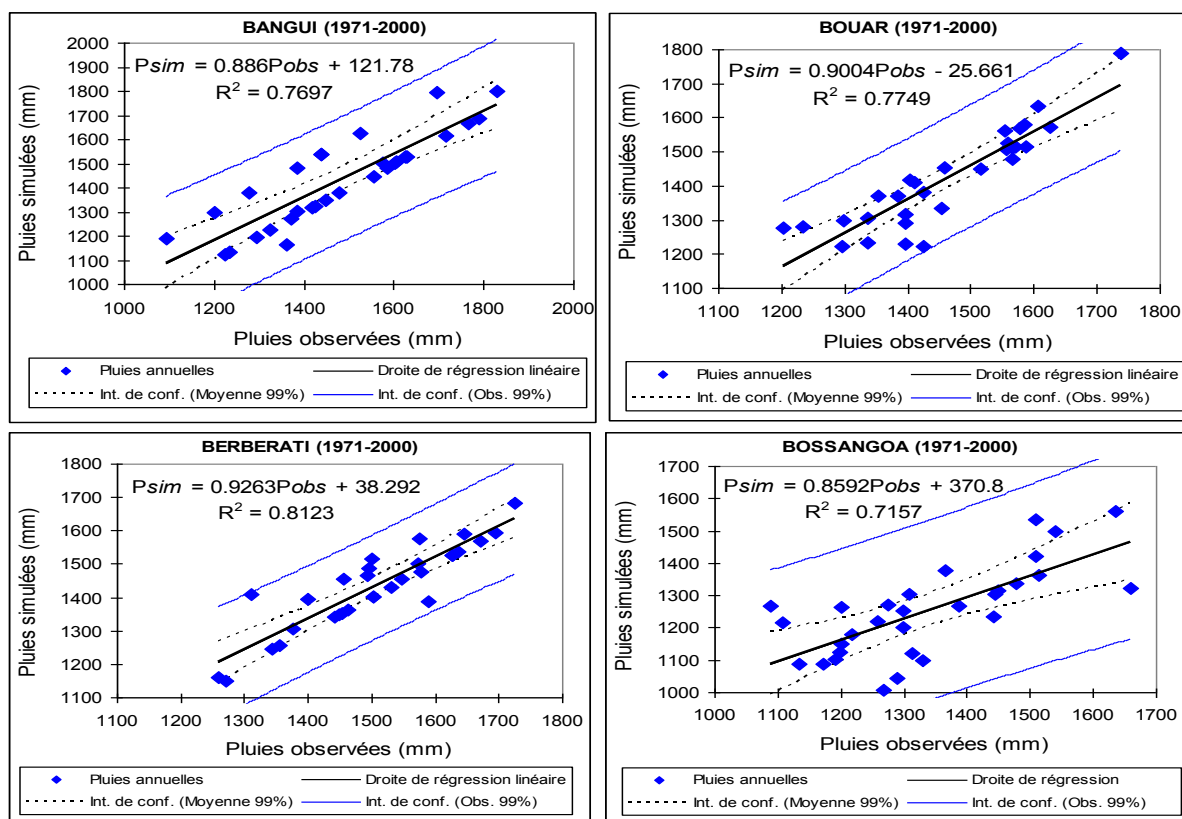 BANGUI (1971-2000)
Psim = 0.886Pobs + 121.78
R² = 0.7697
Pluies simulées (mm)
2000
1900
1800
1700
1600
1500
1400
1300
1200
1100
1000
1000 1200 1400 1600 1800 2000
Pluies observées (mm)
Pluies annuelles
Droite de régression linéaire
Int. de conf. (Moyenne 99%)
Int. de conf. (Obs. 99%)
BOUAR (1971-2000)
Psim = 0.9004Pobs - 25.661
R² = 0.7749
Pluies simulées (mm)
1800
1700
1600
1500
1400
1300
1200
1100
1100 1200 1300 1400 1500 1600 1700 1800
Pluies observées (mm)
Pluies annuelles
Droite de régression linéaire
Int. de conf. (Moyenne 99%)
Int. de conf. (Obs. 99%)
BERBERATI (1971-2000)
Psim = 0.9263Pobs + 38.292
R² = 0.8123
Pluies simulées (mm)
1800
1700
1600
1500
1400
1300
1200
1100
1100 1200 1300 1400 1500 1600 1700 1800
Pluies observées (mm)
Pluies annuelles
Droite de régression linéaire
Int. de conf. (Moyenne 99%)
Int. de conf. (Obs. 99%)
BOSSANGOA (1971-2000)
Psim = 0.8592Pobs + 370.8
R² = 0.7157
Pluies simulées (mm)
1700
1600
1500
1400
1300
1200
1100
1000
1000 1100 1200 1300 1400 1500 1600 1700
Pluies observées (mm)
Pluies annuelles
Droite de régression
Int. de conf. (Moyenne 99%)
Int. de conf. (Obs. 99%)